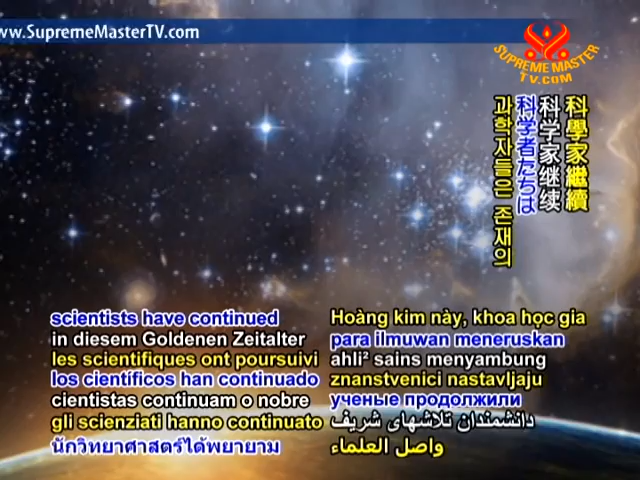 www.SupremeMasterTV.com
SUPREME MASTER
TV.COM
科學家繼續
科学家继续
科学者たちは
과학자들은 존재의
scientists have continued
in diesem Goldenen Zeitalter
les scientifiques ont poursuivi
los científicos han continuado
cientistas continuam o nobre
gli scienziati hanno continuato
นักวิทยาศาสตร์ได้พยายาม
Hoàng kim này, khoa học gia
para ilmuwan meneruskan
ahli² sains menyambung
znanstvenici nastavljaju
ученые продолжили
دانشمندان تلاشهای شریف
واصل العلماء